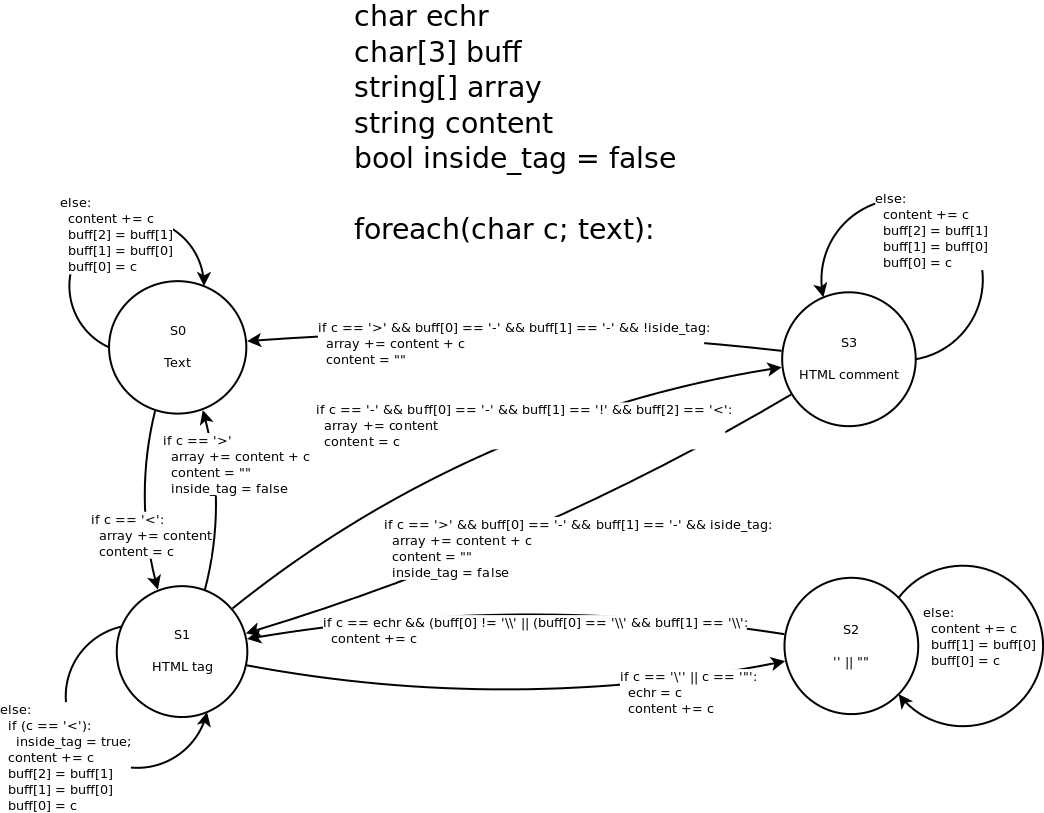 char echr
char[3] buff
string[] array
string content
bool inside_tag = false
foreach(char c; text):
else:
content += c
buff[2] = buff[1]
buff[1] = buff[0]
buff[0] = c
else:
content += c
buff[2] = buff[1]
buff[1] = buff[0]
buff[0] = c
S0
Text
if c == '>' && buff[0] == '-' && buff[1] == '-' && !iside_tag:
array += content + c
content = ""
S3
HTML comment
if c == '-' && buff[0] == '-' && buff[1] == '!' && buff[2] == '<':
array += content
content = c
if c == '>'
array += content + c
content = ""
inside_tag = false
if c == '<':
array += content
content = c
if c == '>' && buff[0] == '-' && buff[1] == '-' && iside_tag:
array += content + c
content = ""
inside_tag = false
S1
HTML tag
if c == echr && (buff[0] != '\\' || (buff[0] == '\\' && buff[1] == '\\':
content += c
S2
'' || ""
else:
content += c
buff[1] = buff[0]
buff[0] = c
if c == '\'' || c == '"':
echr = c
content += c
else:
if (c == '<'):
inside_tag = true;
content += c
buff[2] = buff[1]
buff[1] = buff[0]
buff[0] = c